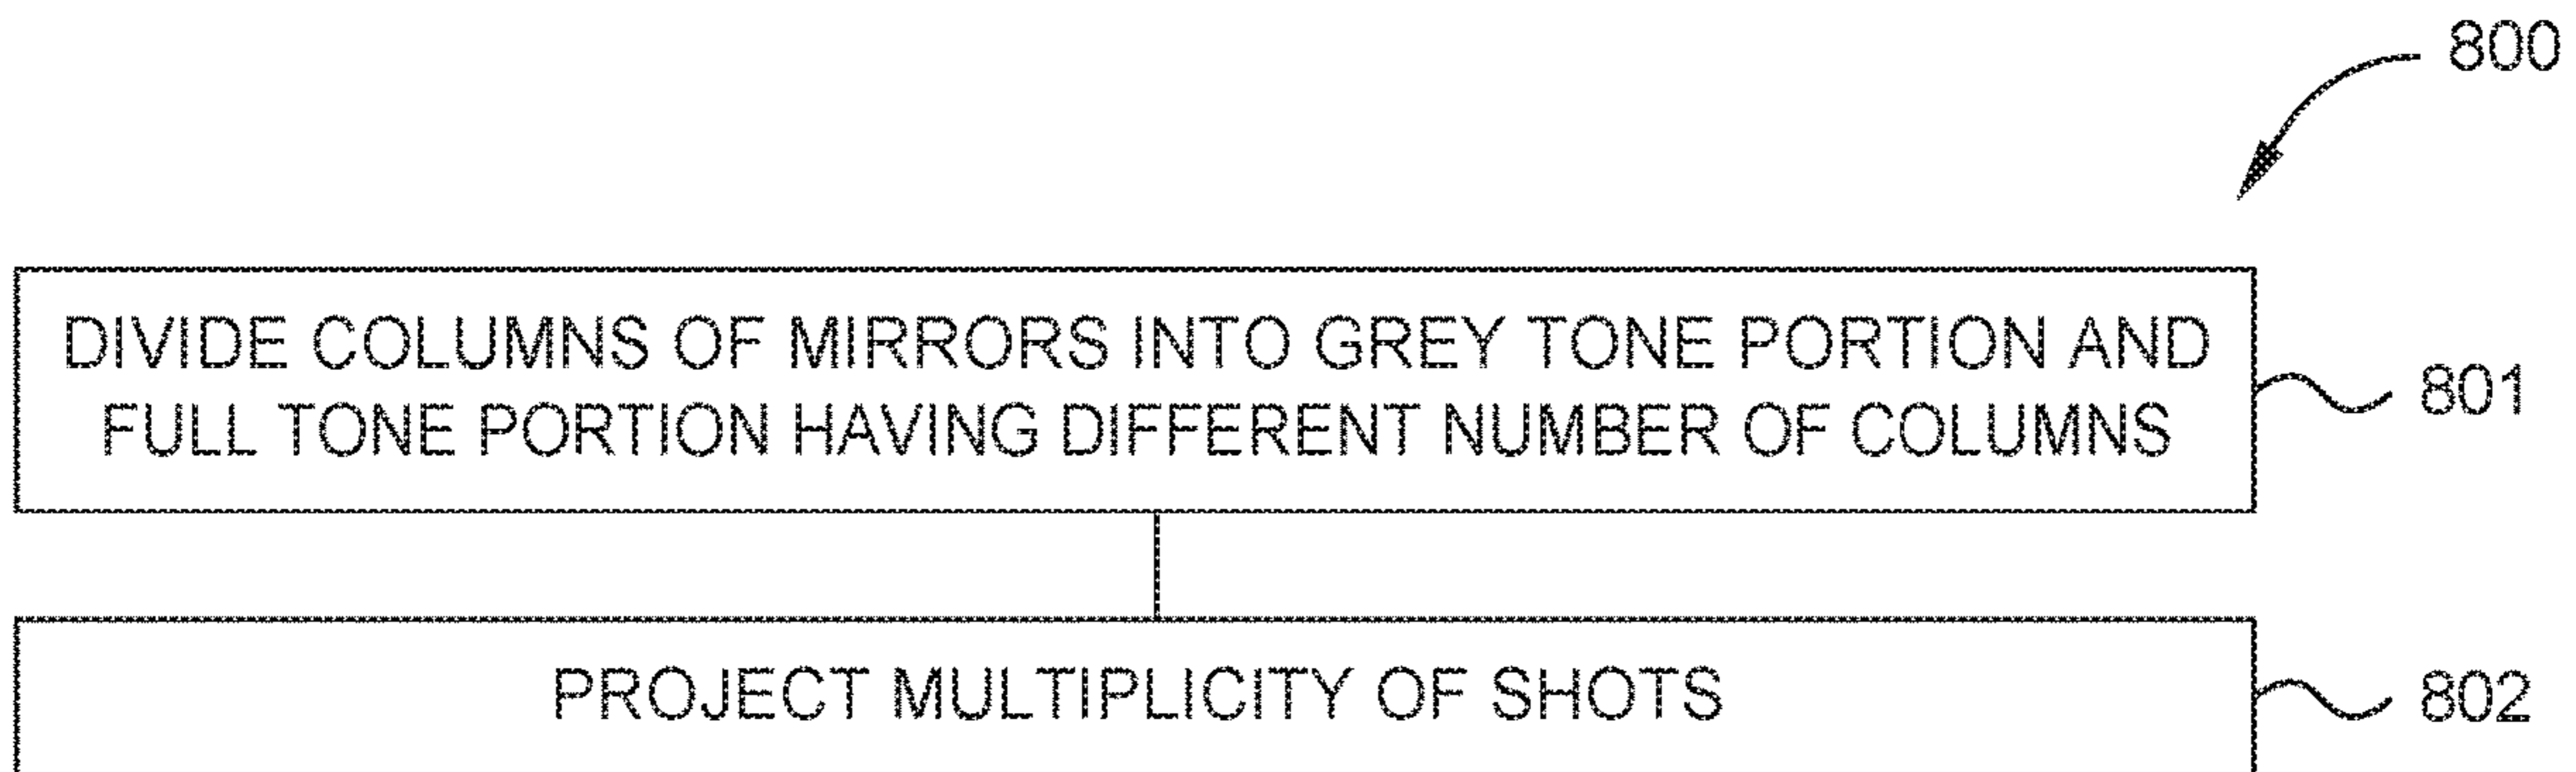 800
DIVIDE COLUMNS OF MIRRORS INTO GREY TONE PORTION AND
FULL TONE PORTION HAVING DIFFERENT NUMBER OF COLUMNS
801
PROJECT MULTIPLICITY OF SHOTS
802